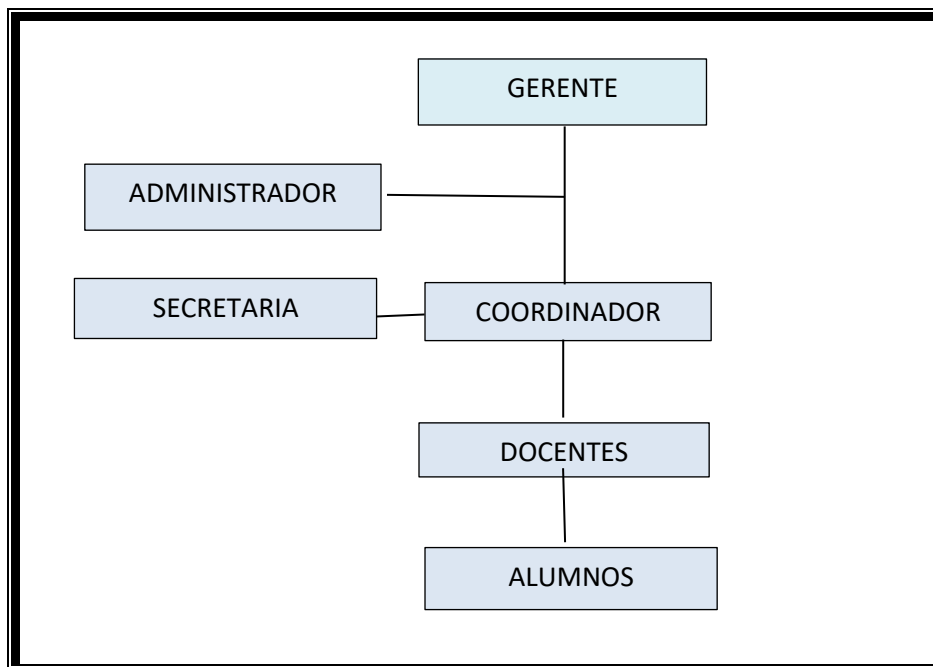 GERENTE
ADMINISTRADOR
SECRETARIA
COORDINADOR
DOCENTES
ALUMNOS